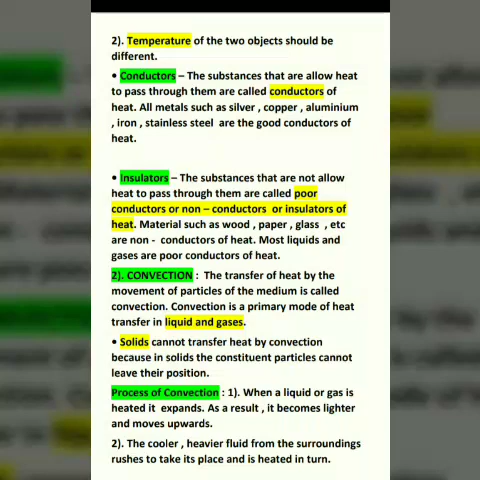 2). Temperature of the two objects should be
different.
• Conductors – The substances that are allow heat
to pass through them are called conductors of
heat. All metals such as silver , copper , aluminium
, iron , stainless steel are the good conductors of
heat.
• Insulators – The substances that are not allow
heat to pass through them are called poor
conductors or non – conductors or insulators of
heat. Material such as wood , paper , glass , etc
are non - conductors of heat. Most liquids and
gases are poor conductors of heat.
2). CONVECTION : The transfer of heat by the
movement of particles of the medium is called
convection. Convection is a primary mode of heat
transfer in liquid and gases.
• Solids cannot transfer heat by convection
because in solids the constituent particles cannot
leave their position.
Process of Convection : 1). When a liquid or gas is
heated it expands. As a result , it becomes lighter
and moves upwards.
2). The cooler , heavier fluid from the surroundings
rushes to take its place and is heated in turn.